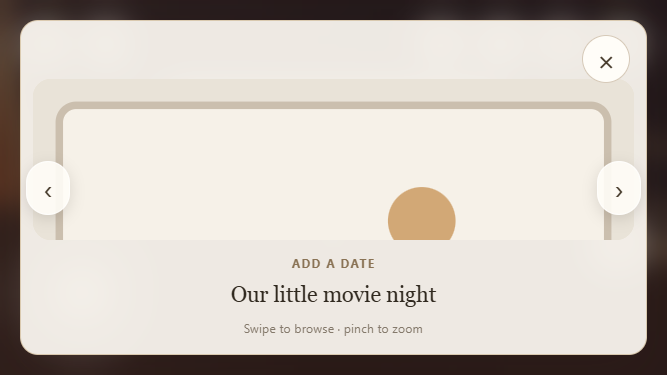 ×
‹
›
ADD A DATE
Our little movie night
Swipe to browse · pinch to zoom